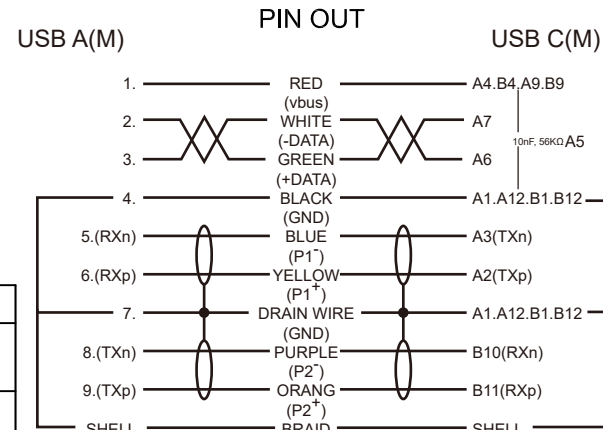 PIN OUT
USB A(M) USB C(M)
1. RED A4.B4.A9.B9
(vbus)
2. WHITE A7
(-DATA) 10nF, 56KΩ A5
3. GREEN A6
(+DATA)
4. BLACK A1.A12.B1.B12
(GND)
5.(RXn) BLUE A3(TXn)
(P1-)
6.(RXp) YELLOW A2(TXp)
(P1+)
7. DRAIN WIRE A1.A12.B1.B12
(GND)
8.(TXn) PURPLE B10(RXn)
(P2-)
9.(TXp) ORANG B11(RXp)
(P2+)
SHELL BRAID SHELL